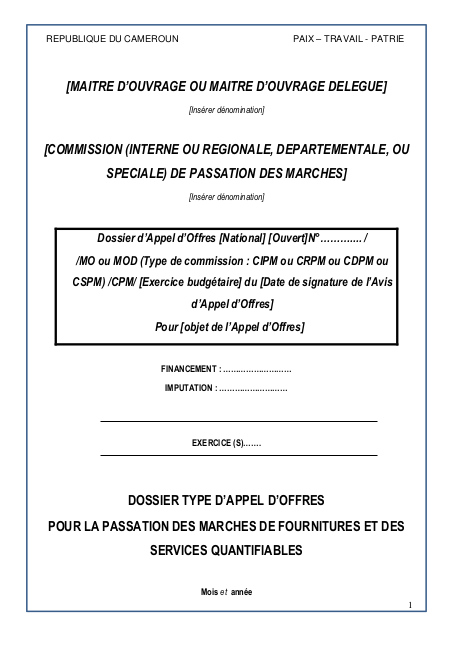 REPUBLIQUE DU CAMEROUN PAIX – TRAVAIL - PATRIE
[MAITRE D'OUVRAGE OU MAITRE D'OUVRAGE DELEGUE]
[Insérer dénomination]
[COMMISSION (INTERNE OU REGIONALE, DEPARTEMENTALE, OU
SPECIALE) DE PASSATION DES MARCHES]
[Insérer dénomination]
Dossier d'Appel d'Offres [National] [Ouvert]N°………….. /
/MO ou MOD (Type de commission : CIPM ou CRPM ou CDPM ou
CSPM) /CPM/ [Exercice budgétaire] du [Date de signature de l'Avis
d'Appel d'Offres]
Pour [objet de l'Appel d'Offres]
FINANCEMENT : ……………………
IMPUTATION : ……………………
EXERCICE (S)…….
DOSSIER TYPE D'APPEL D'OFFRES
POUR LA PASSATION DES MARCHES DE FOURNITURES ET DES
SERVICES QUANTIFIABLES
Mois et année
1